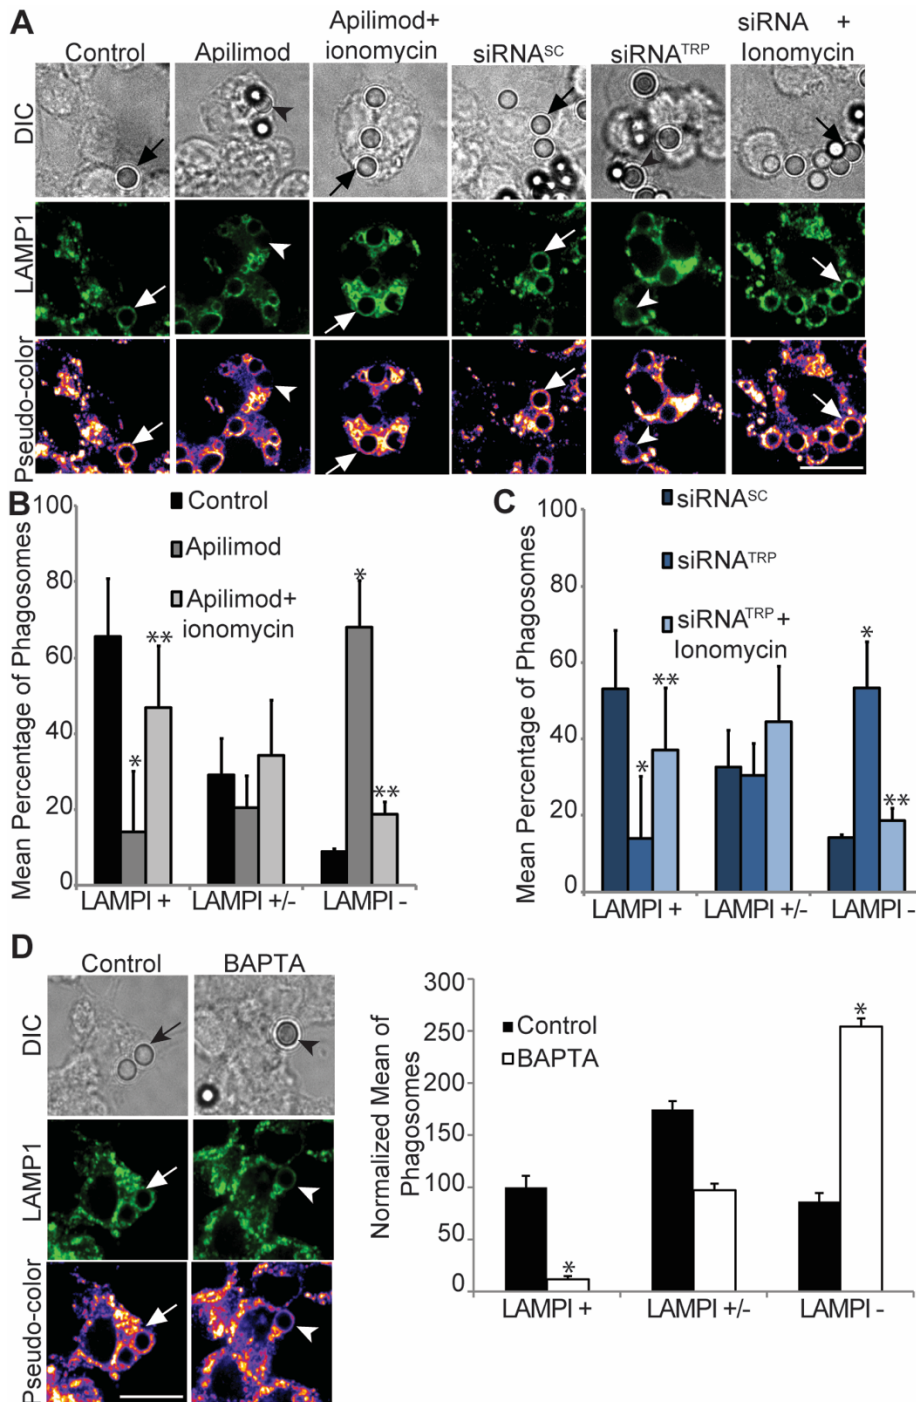 A
Control
Apilimod
Apilimod+
ionomycin
siRNASC
siRNATRP
siRNA +
Ionomycin
DIC
LAMP1
Pseudo-color
B
Mean Percentage of Phagosomes
100
80
60
40
20
0
Control
Apilimod
Apilimod+
ionomycin
*
**
*
**
LAMPI +
LAMPI +/-
LAMPI -
C
Mean Percentage of Phagosomes
100
80
60
40
20
0
siRNASC
siRNATRP
siRNATRP +
Ionomycin
*
**
*
**
LAMPI +
LAMPI +/-
LAMPI -
D
Control
BAPTA
DIC
LAMP1
Pseudo-color
Normalized Mean of
Phagosomes
300
250
200
150
100
50
0
Control
BAPTA
*
*
LAMPI +
LAMPI +/-
LAMPI -